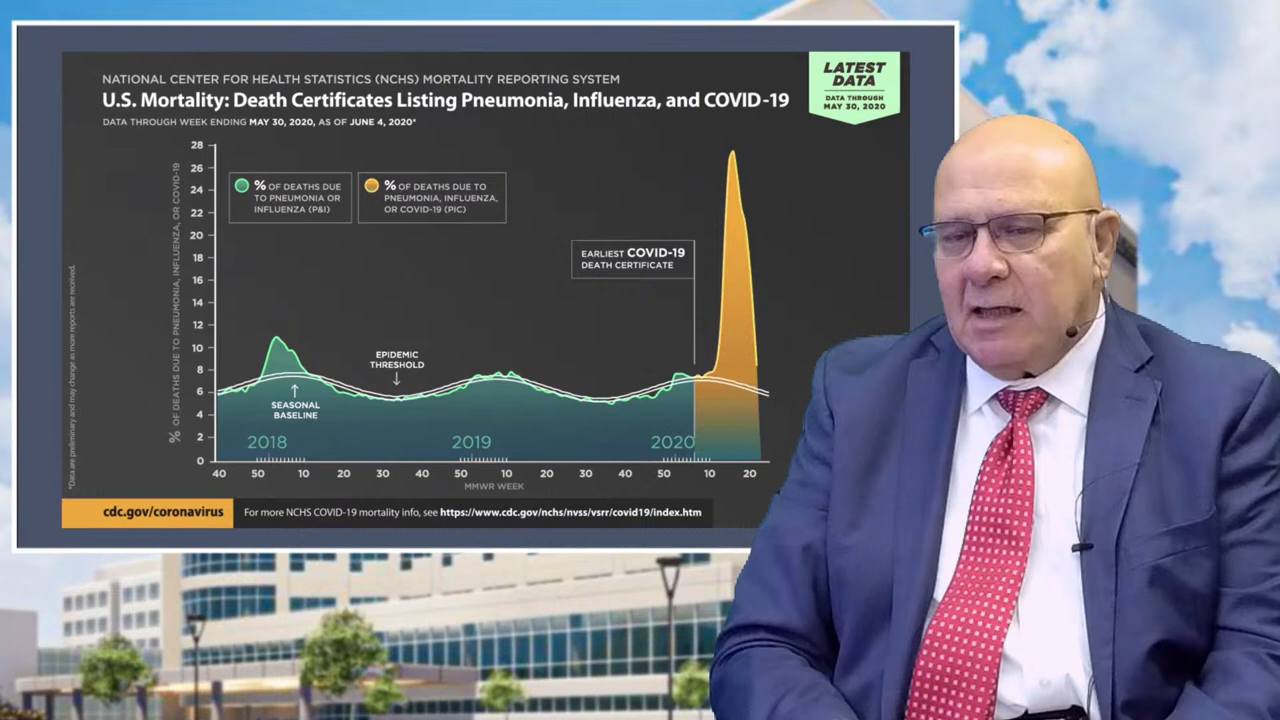 NATIONAL CENTER FOR HEALTH STATISTICS (NCHS) MORTALITY REPORTING SYSTEM
U.S. Mortality: Death Certificates Listing Pneumonia, Influenza, and COVID-19
DATA THROUGH WEEK ENDING MAY 30, 2020, AS OF JUNE 4, 2020*
LATEST
DATA
DATA THROUGH
MAY 30, 2020
% OF DEATHS DUE TO PNEUMONIA, INFLUENZA, OR COVID-19
28
26
24
22
20
18
16
14
12
10
8
6
4
2
0
% OF DEATHS DUE
TO PNEUMONIA OR
INFLUENZA (P&I)
% OF DEATHS DUE TO
PNEUMONIA, INFLUENZA,
OR COVID-19 (PIC)
EARLIEST COVID-19
DEATH CERTIFICATE
EPIDEMIC
THRESHOLD
SEASONAL
BASELINE
2018 2019 2020
40 50 10 20 30 40 50 10 20 30 40 50 10 20
MMWR WEEK
*Data are preliminary and may change as more reports are received.
cdc.gov/coronavirus
For more NCHS COVID-19 mortality info, see https://www.cdc.gov/nchs/nvss/vsrr/covid19/index.htm